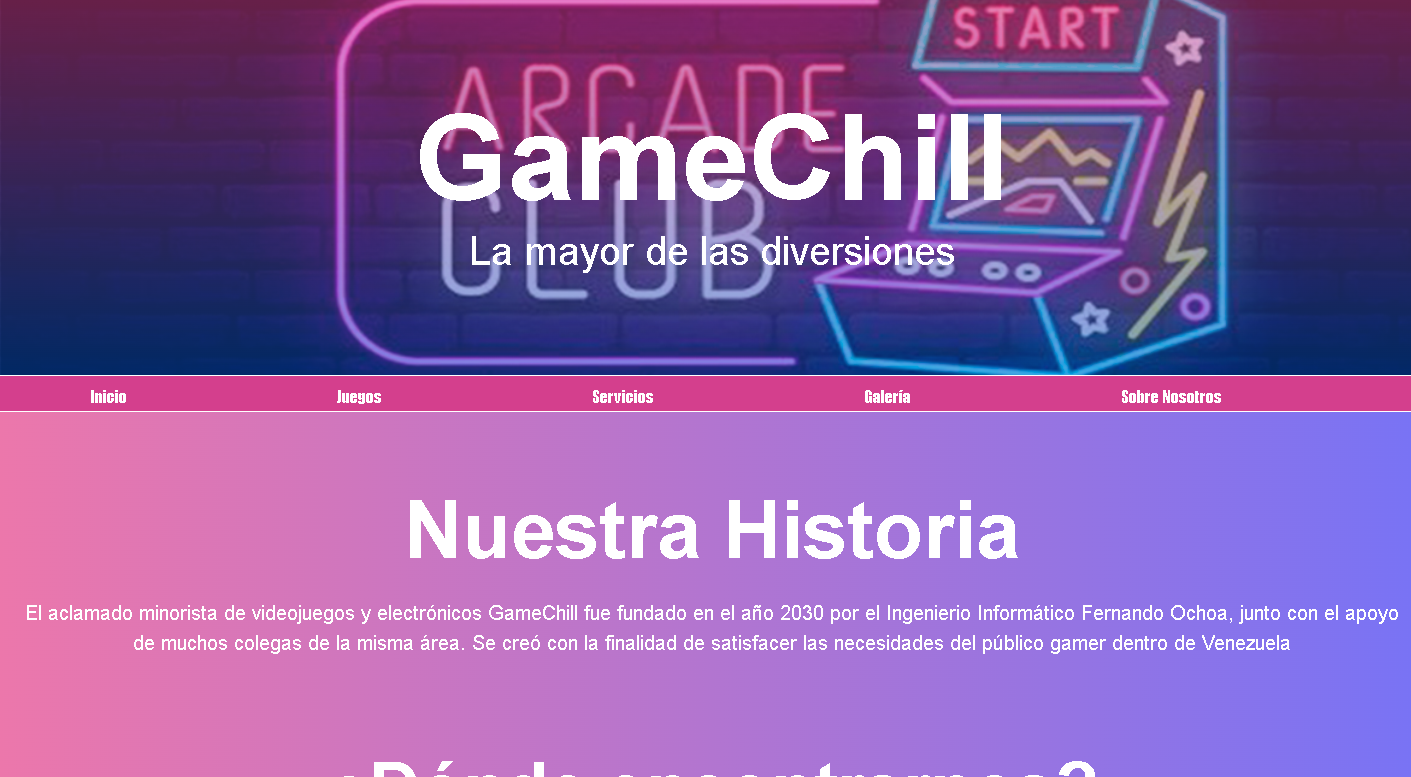 START
ARCADE
GameChill
CLUB
La mayor de las diversiones
Inicio Juegos Servicios Galería Sobre Nosotros
Nuestra Historia
El aclamado minorista de videojuegos y electrónicos GameChill fue fundado en el año 2030 por el Ingenierio Informático Fernando Ochoa, junto con el apoyo
de muchos colegas de la misma área. Se creó con la finalidad de satisfacer las necesidades del público gamer dentro de Venezuela
¿Dónde encontrarnos?